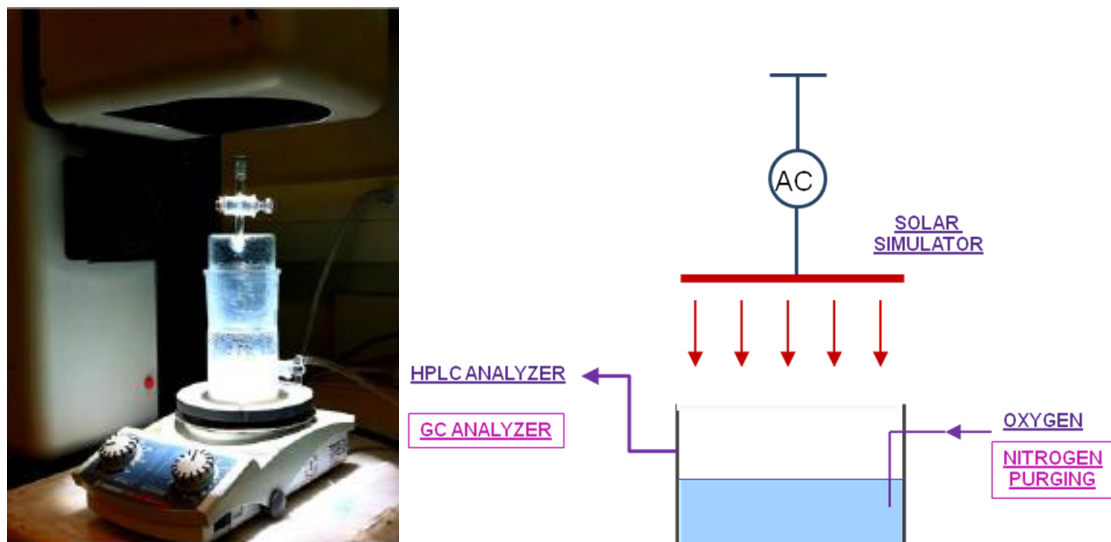 AC
SOLAR
SIMULATOR
HPLC ANALYZER
GC ANALYZER
OXYGEN
NITROGEN
PURGING